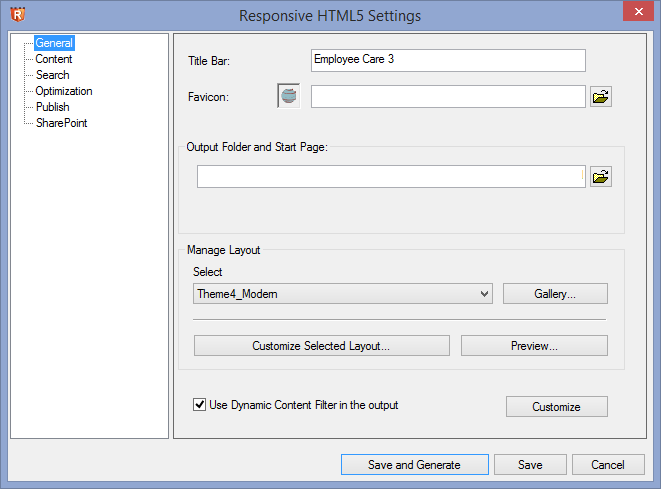 Responsive HTML5 Settings
General
Content
Search
Optimization
Publish
SharePoint
Title Bar:
Employee Care 3
Favicon:
Output Folder and Start Page:
Manage Layout
Select
Theme4_Modern
Gallery...
Customize Selected Layout...
Preview...
Use Dynamic Content Filter in the output
Customize
Save and Generate
Save
Cancel